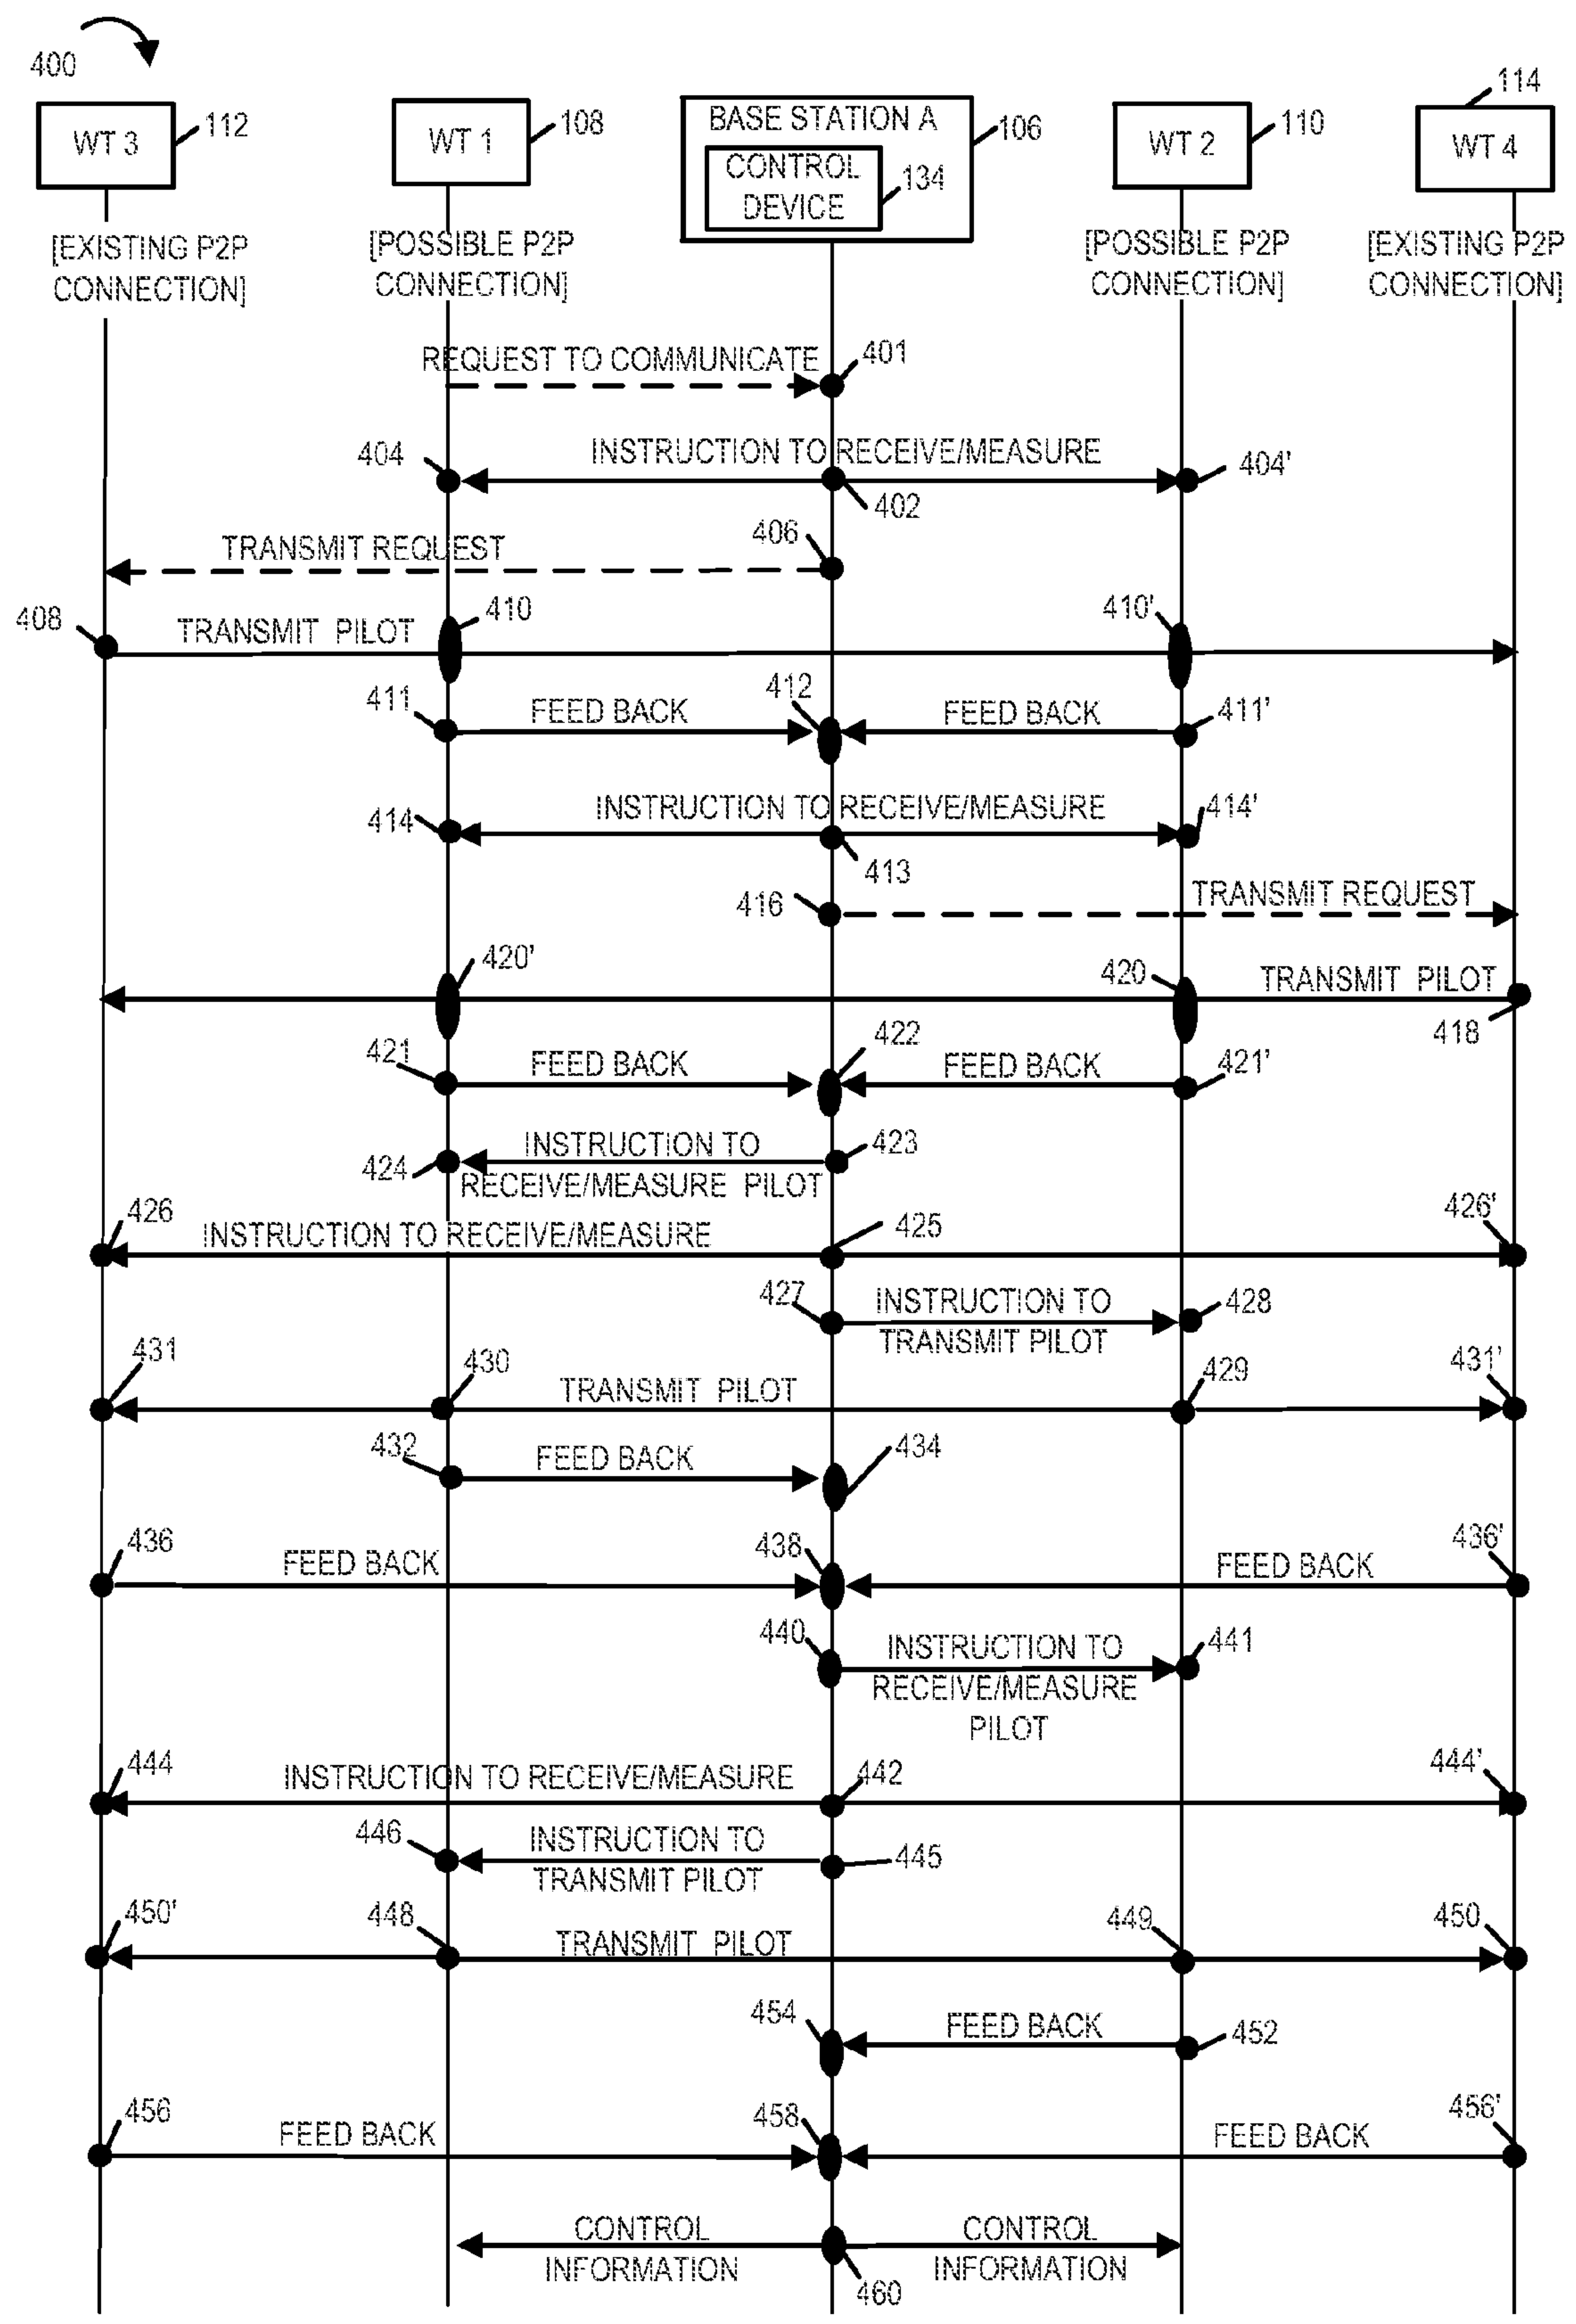 400
WT 3
112
WT 1
108
BASE STATION A
CONTROL
DEVICE
134
106
WT 2
110
WT 4
114
[EXISTING P2P
CONNECTION]
[POSSIBLE P2P
CONNECTION]
[POSSIBLE P2P
CONNECTION]
[EXISTING P2P
CONNECTION]
REQUEST TO COMMUNICATE
401
404
INSTRUCTION TO RECEIVE/MEASURE
404'
402
TRANSMIT REQUEST
406
408
TRANSMIT PILOT
410
410'
411
FEED BACK
412
FEED BACK
411'
414
INSTRUCTION TO RECEIVE/MEASURE
414'
413
416
TRANSMIT REQUEST
420'
420
TRANSMIT PILOT
418
421
FEED BACK
422
FEED BACK
421'
424
INSTRUCTION TO
RECEIVE/MEASURE PILOT
423
426
INSTRUCTION TO RECEIVE/MEASURE
425
426'
427
INSTRUCTION TO
TRANSMIT PILOT
428
431
430
TRANSMIT PILOT
429
431'
432
FEED BACK
434
436
FEED BACK
438
FEED BACK
436'
440
INSTRUCTION TO
RECEIVE/MEASURE
PILOT
441
444
INSTRUCTION TO RECEIVE/MEASURE
442
444'
446
INSTRUCTION TO
TRANSMIT PILOT
445
450'
448
TRANSMIT PILOT
449
450
454
FEED BACK
452
456
FEED BACK
458
FEED BACK
456'
CONTROL
INFORMATION
CONTROL
INFORMATION
460